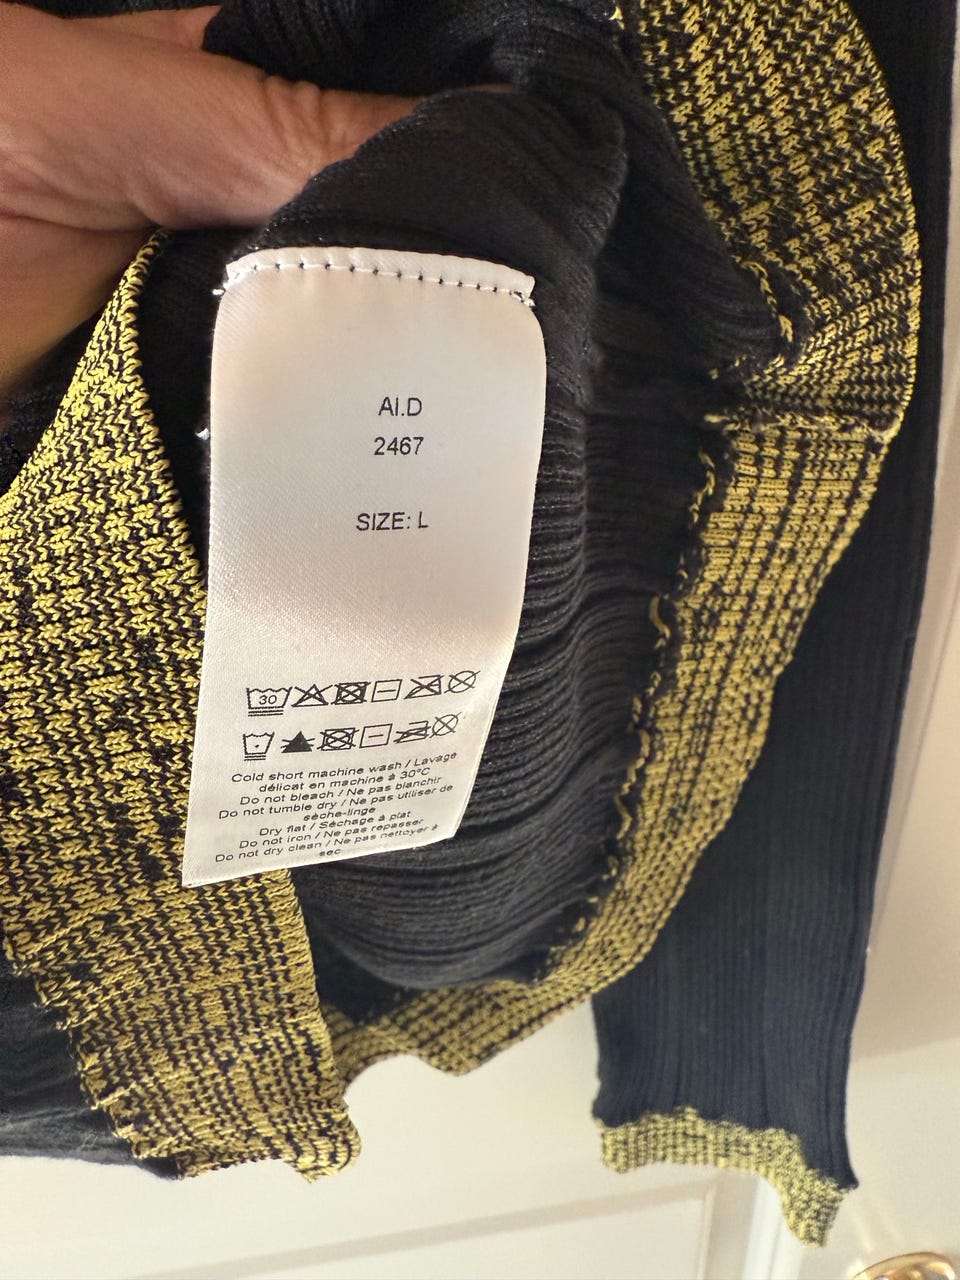 AI.D
2467
SIZE: L
30
Cold short machine wash / Lavage
délicat en machine à 30°C
Do not bleach / Ne pas blanchir
Do not tumble dry / Ne pas utiliser de
sèche-linge
Dry flat / Séchage à plat
Do not iron / Ne pas repasser
Do not dry clean / Ne pas nettoyer à
sec